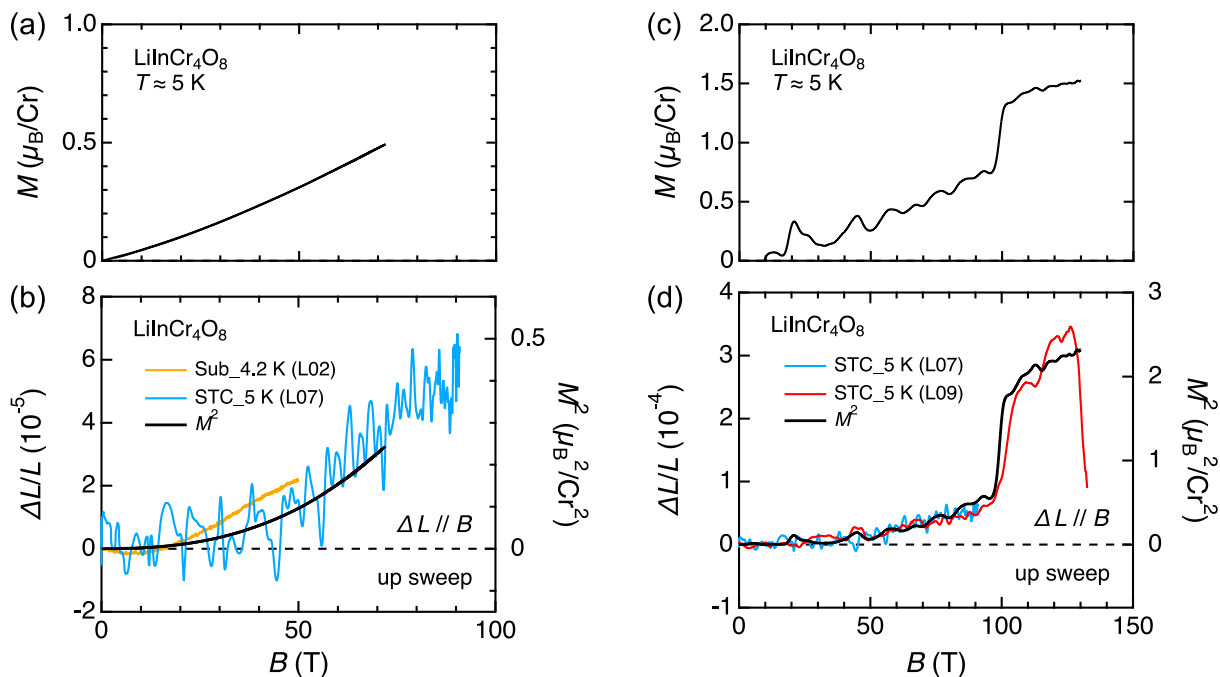 (a)
1.0
0.5
0
M (μB/Cr)
LiInCr4O8
T ≈ 5 K
(b)
8
6
4
2
0
-2
ΔL/L (10-5)
LiInCr4O8
Sub_4.2 K (L02)
STC_5 K (L07)
M2
ΔL // B
up sweep
0.5
0
M2 (μB2/Cr2)
0
50
100
B (T)
(c)
2.0
1.5
1.0
0.5
0
M (μB/Cr)
LiInCr4O8
T ≈ 5 K
(d)
4
3
2
1
0
-1
ΔL/L (10-4)
LiInCr4O8
STC_5 K (L07)
STC_5 K (L09)
M2
ΔL // B
up sweep
3
2
1
0
M2 (μB2/Cr2)
0
50
100
150
B (T)